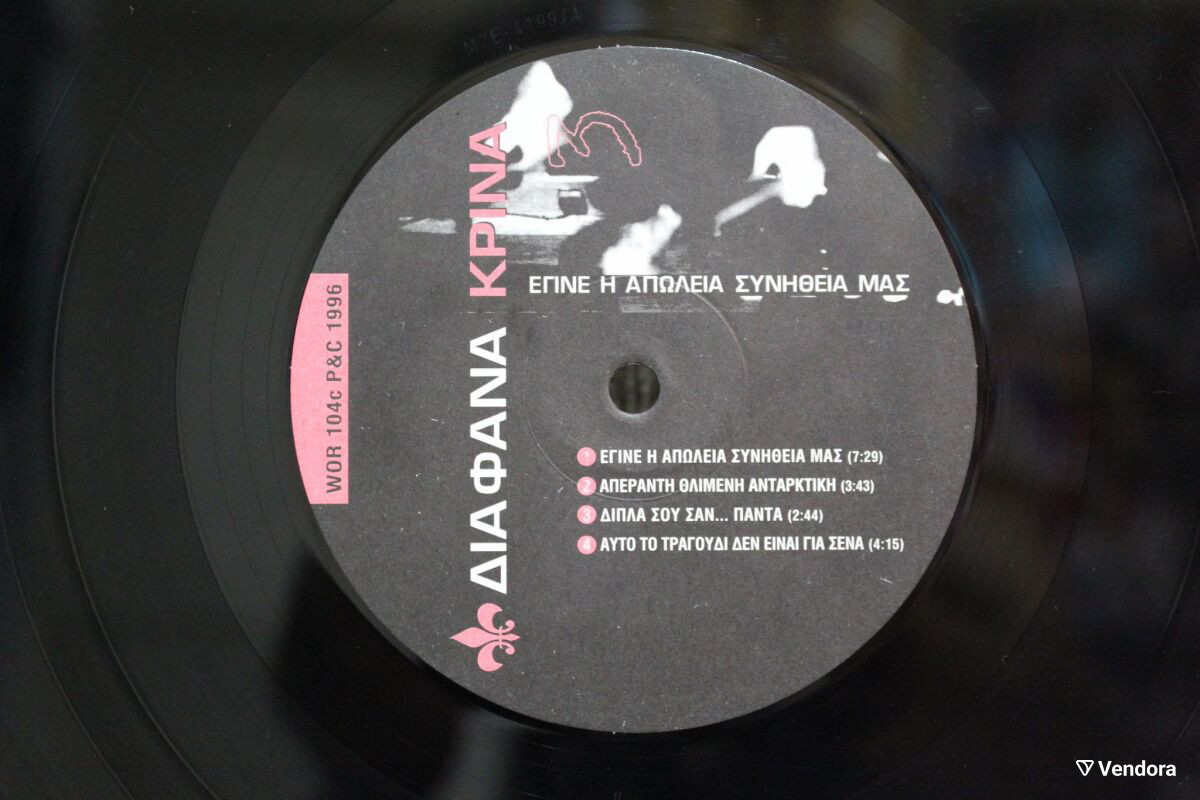 ΔΙΑΦΑΝΑ ΚΡΙΝΑ
3
ΕΓΙΝΕ Η ΑΠΩΛΕΙΑ ΣΥΝΗΘΕΙΑ ΜΑΣ
WOR 104c P&C 1996
1 ΕΓΙΝΕ Η ΑΠΩΛΕΙΑ ΣΥΝΗΘΕΙΑ ΜΑΣ (7:29)
2 ΑΠΕΡΑΝΤΗ ΘΛΙΜΕΝΗ ΑΝΤΑΡΚΤΙΚΗ (3:43)
3 ΔΙΠΛΑ ΣΟΥ ΣΑΝ... ΠΑΝΤΑ (2:44)
4 ΑΥΤΟ ΤΟ ΤΡΑΓΟΥΔΙ ΔΕΝ ΕΙΝΑΙ ΓΙΑ ΣΕΝΑ (4:15)
Vendora